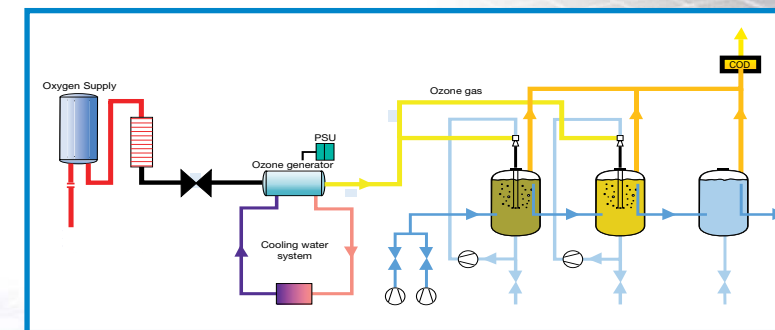 COD
Oxygen Supply
Ozone gas
PSU
Ozone generator
Cooling water
system